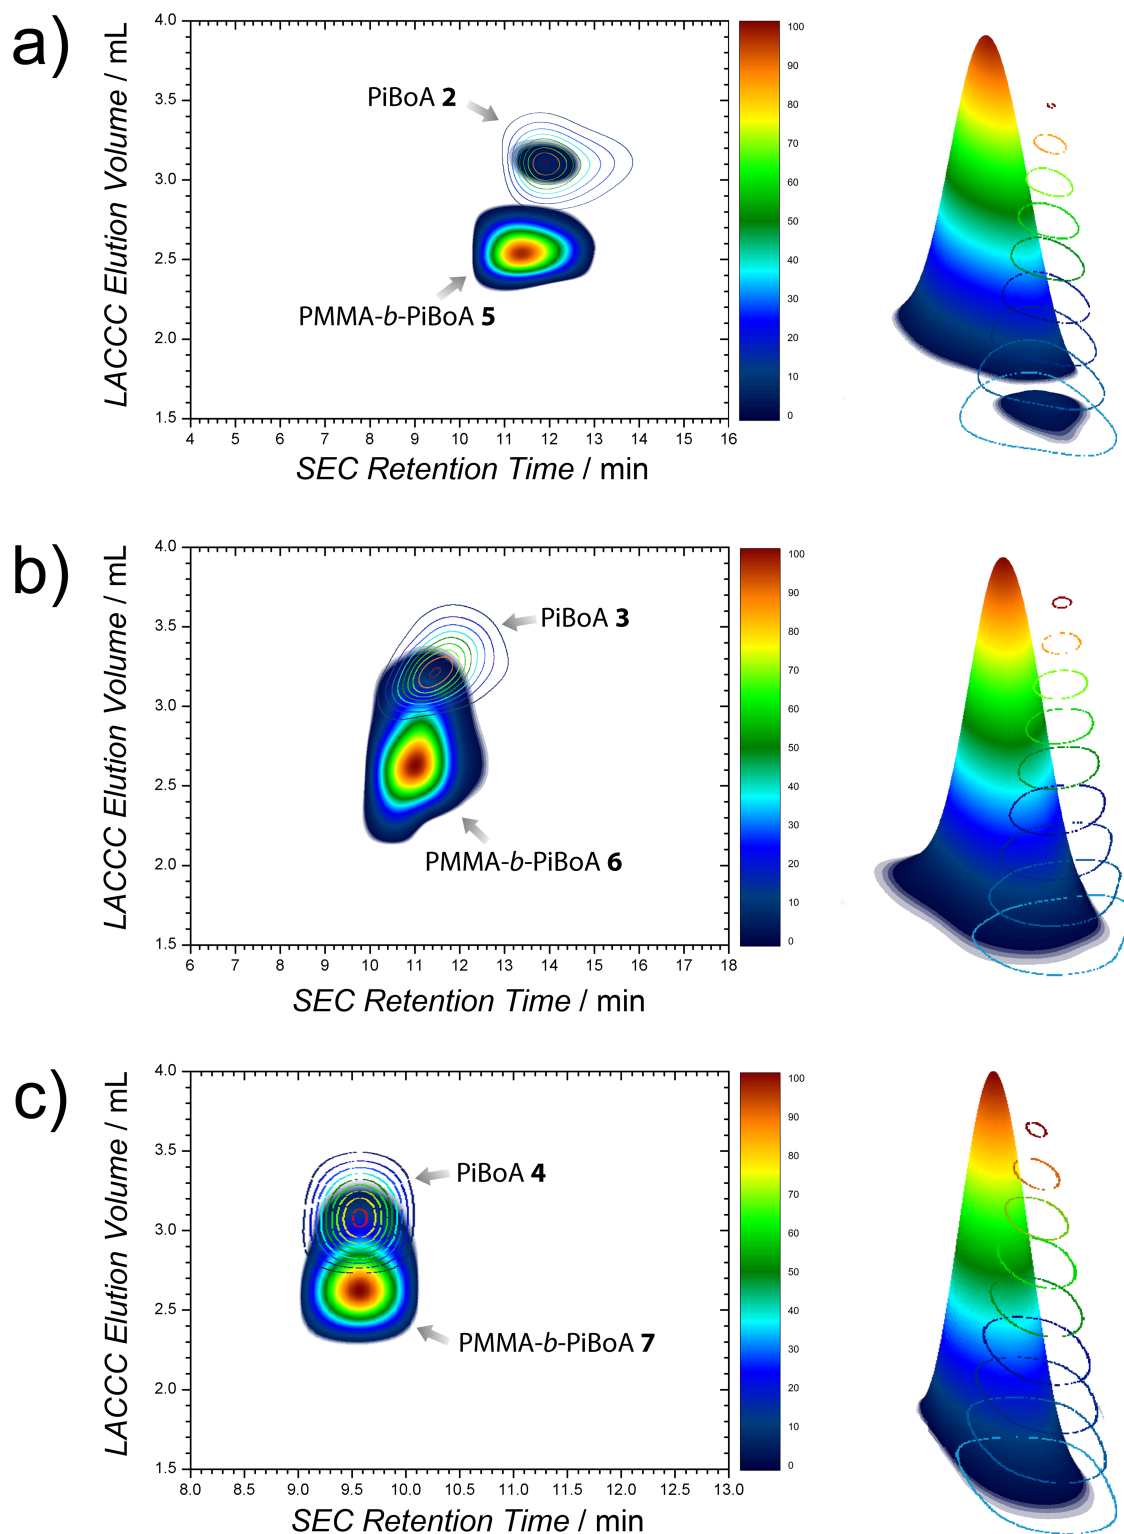 a)
LACCC Elution Volume / mL
4.0
3.5
3.0
2.5
2.0
1.5
PiBoA 2
PMMA-b-PiBoA 5
4 5 6 7 8 9 10 11 12 13 14 15 16
SEC Retention Time / min
100
90
80
70
60
50
40
30
20
10
0
b)
LACCC Elution Volume / mL
4.0
3.5
3.0
2.5
2.0
1.5
PiBoA 3
PMMA-b-PiBoA 6
6 7 8 9 10 11 12 13 14 15 16 17 18
SEC Retention Time / min
100
90
80
70
60
50
40
30
20
10
0
c)
LACCC Elution Volume / mL
4.0
3.5
3.0
2.5
2.0
1.5
PiBoA 4
PMMA-b-PiBoA 7
8.0 8.5 9.0 9.5 10.0 10.5 11.0 11.5 12.0 12.5 13.0
SEC Retention Time / min
100
90
80
70
60
50
40
30
20
10
0